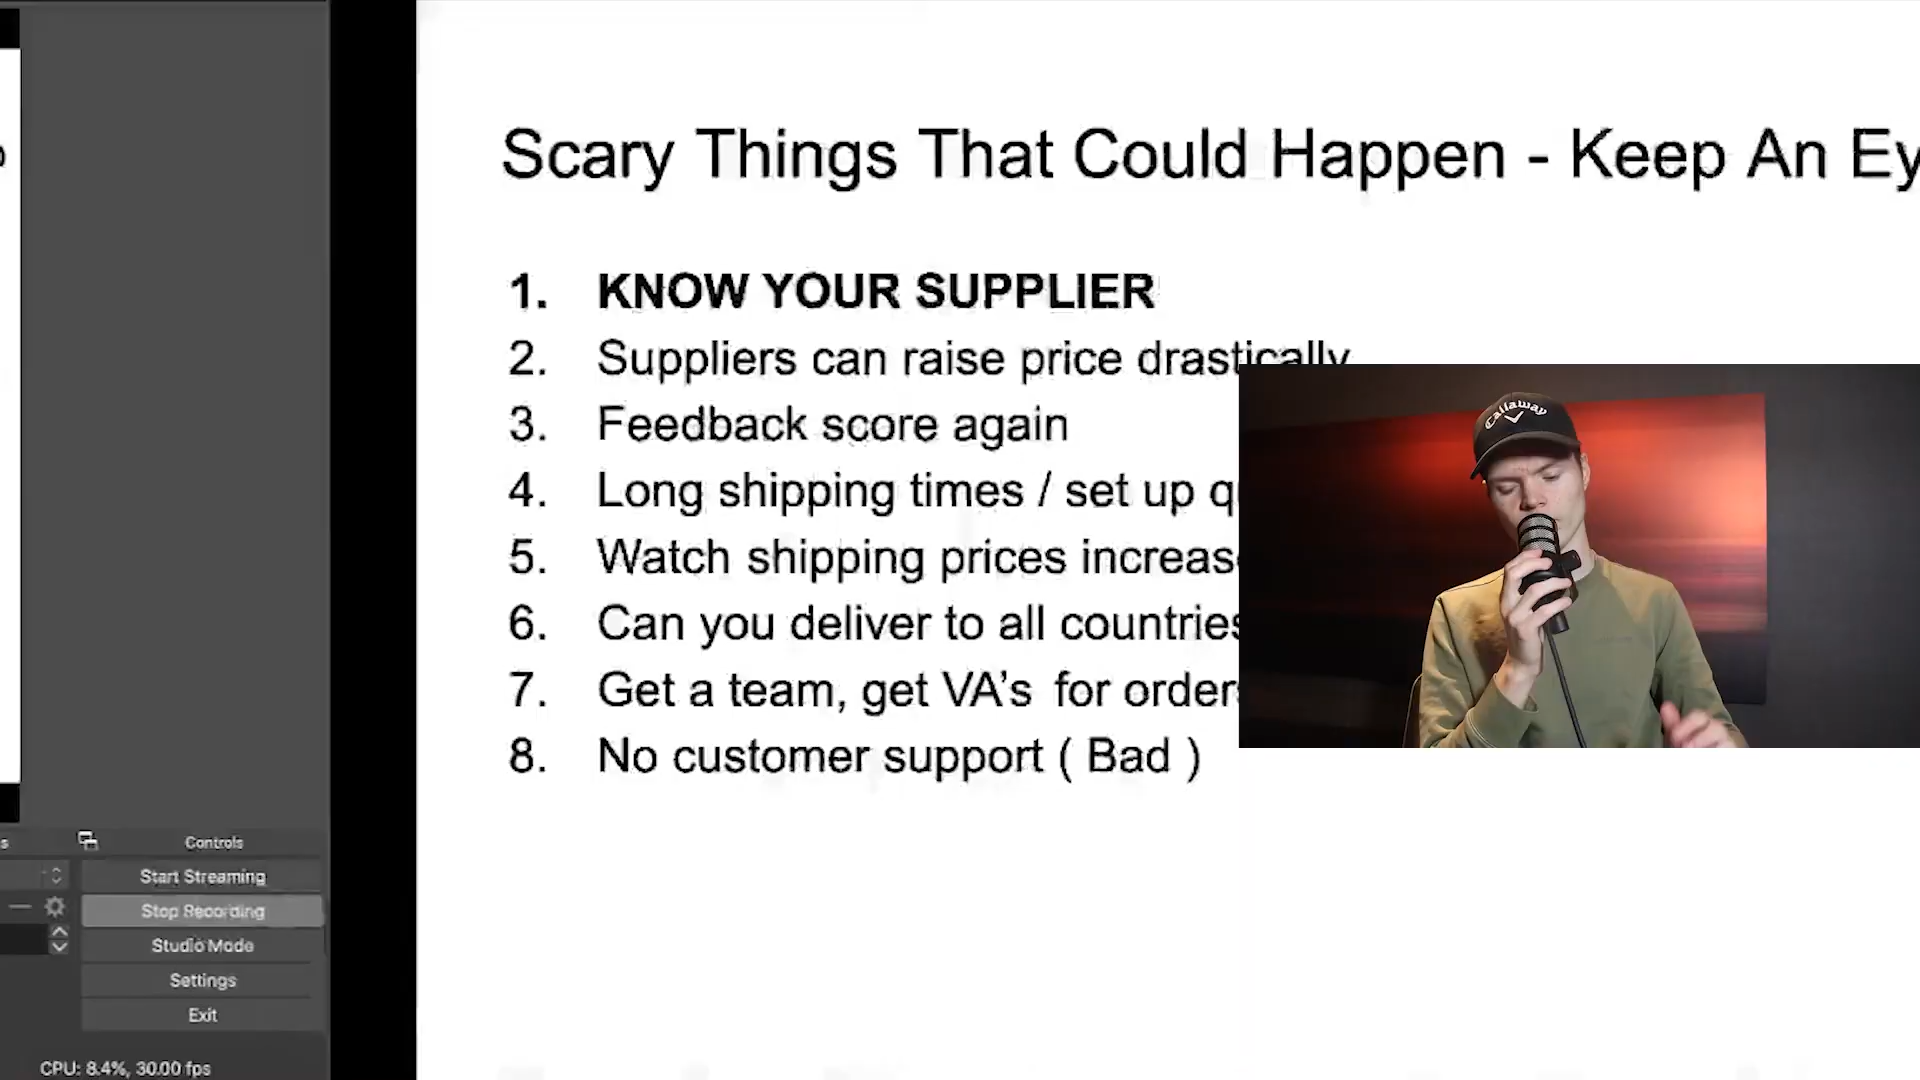 Scary Things That Could Happen - Keep An
1. KNOW YOUR SUPPLIER
2. Suppliers can raise price drastically
3. Feedback score again
4. Long shipping times / set up
5. Watch shipping prices
6. Can you deliver to all countries
7. Get a team, get VA's for
8. No customer support ( Bad )
Callaway
Controls
Start Streaming
Stop Recording
Studio Mode
Settings
Exit
CPU: 8.4%, 30.00 fps